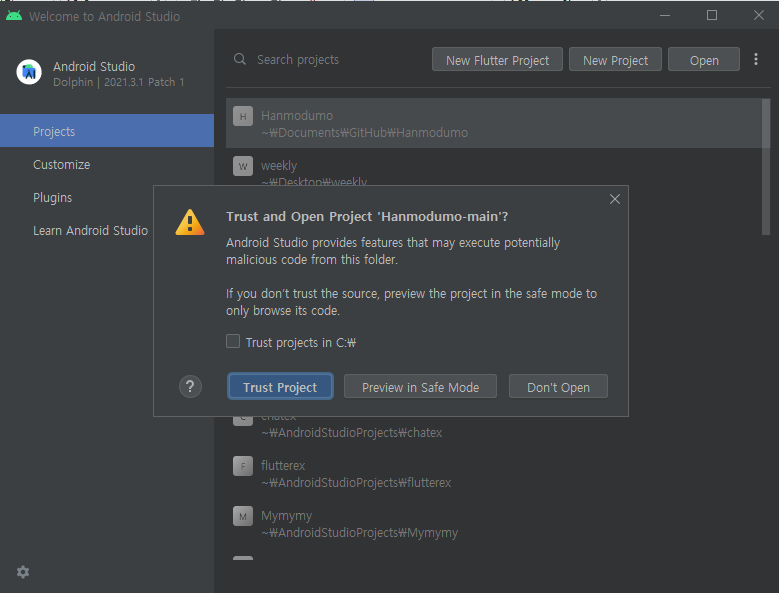 Welcome to Android Studio
Android Studio
Dolphin | 2021.3.1 Patch 1
Projects
Customize
Plugins
Learn Android Studio
Search projects
New Flutter Project
New Project
Open
H
Hanmodumo
~₩Documents₩GitHub₩Hanmodumo
W
weekly
~₩Desktop₩weekly
Trust and Open Project 'Hanmodumo-main'?
Android Studio provides features that may execute potentially
malicious code from this folder.
If you don't trust the source, preview the project in the safe mode to
only browse its code.
Trust projects in C:₩
?
Trust Project
Preview in Safe Mode
Don't Open
chatex
~₩AndroidStudioProjects₩chatex
F
flutterex
~₩AndroidStudioProjects₩flutterex
M
Mymymy
~₩AndroidStudioProjects₩Mymymy